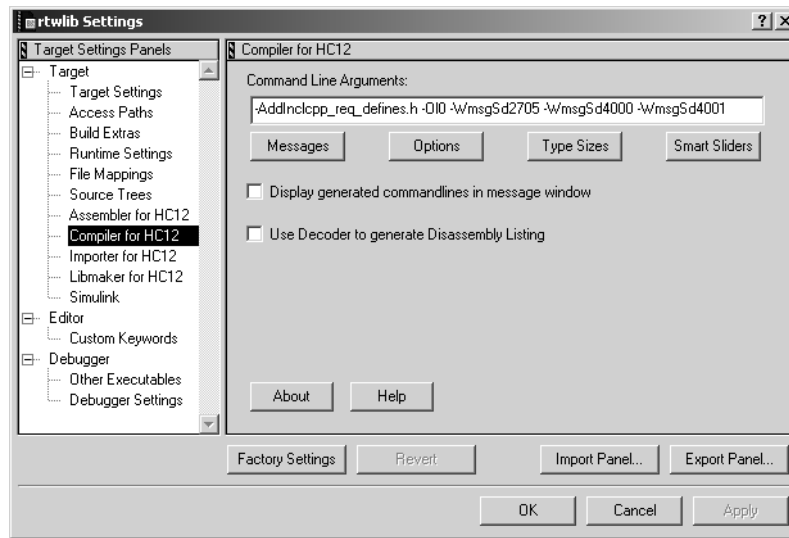 rtwlib Settings
Target Settings Panels
Target
Target Settings
Access Paths
Build Extras
Runtime Settings
File Mappings
Source Trees
Assembler for HC12
Compiler for HC12
Importer for HC12
Libmaker for HC12
Simulink
Editor
Custom Keywords
Debugger
Other Executables
Debugger Settings
Compiler for HC12
Command Line Arguments:
-AddInclcpp_req_defines.h -Ol0 -WmsgSd2705 -WmsgSd4000 -WmsgSd4001
Messages Options Type Sizes Smart Sliders
Display generated commandlines in message window
Use Decoder to generate Disassembly Listing
About Help
Factory Settings Revert Import Panel... Export Panel...
OK Cancel Apply